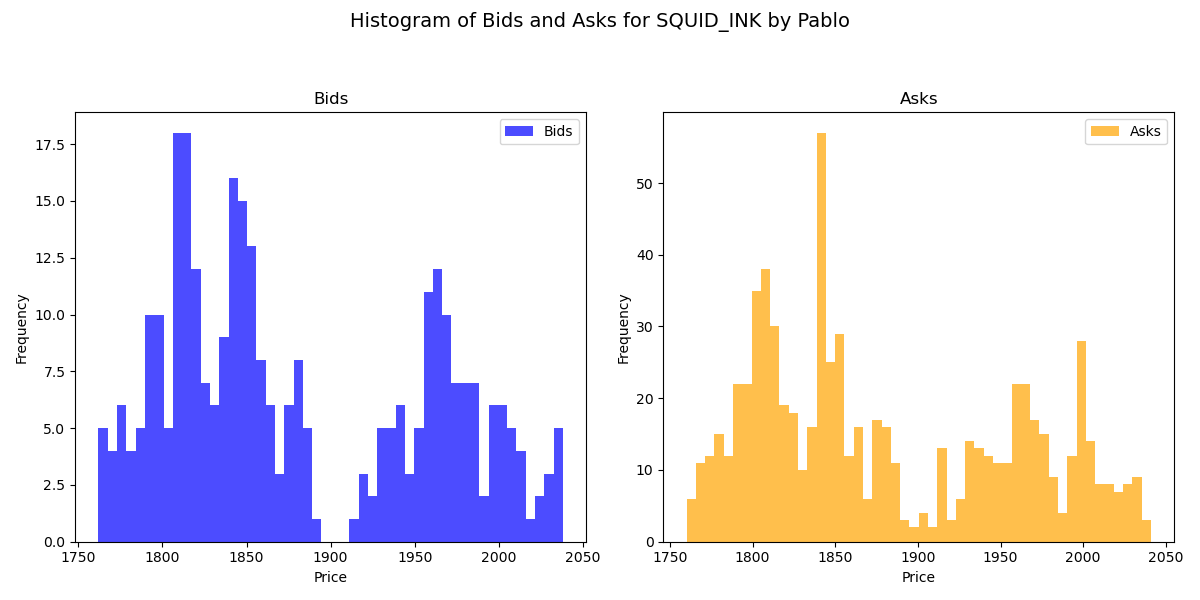 Histogram of Bids and Asks for SQUID_INK by Pablo
Bids
Bids
Frequency
17.5
15.0
12.5
10.0
7.5
5.0
2.5
0.0
1750 1800 1850 1900 1950 2000 2050
Price
Asks
Asks
Frequency
50
40
30
20
10
0
1750 1800 1850 1900 1950 2000 2050
Price